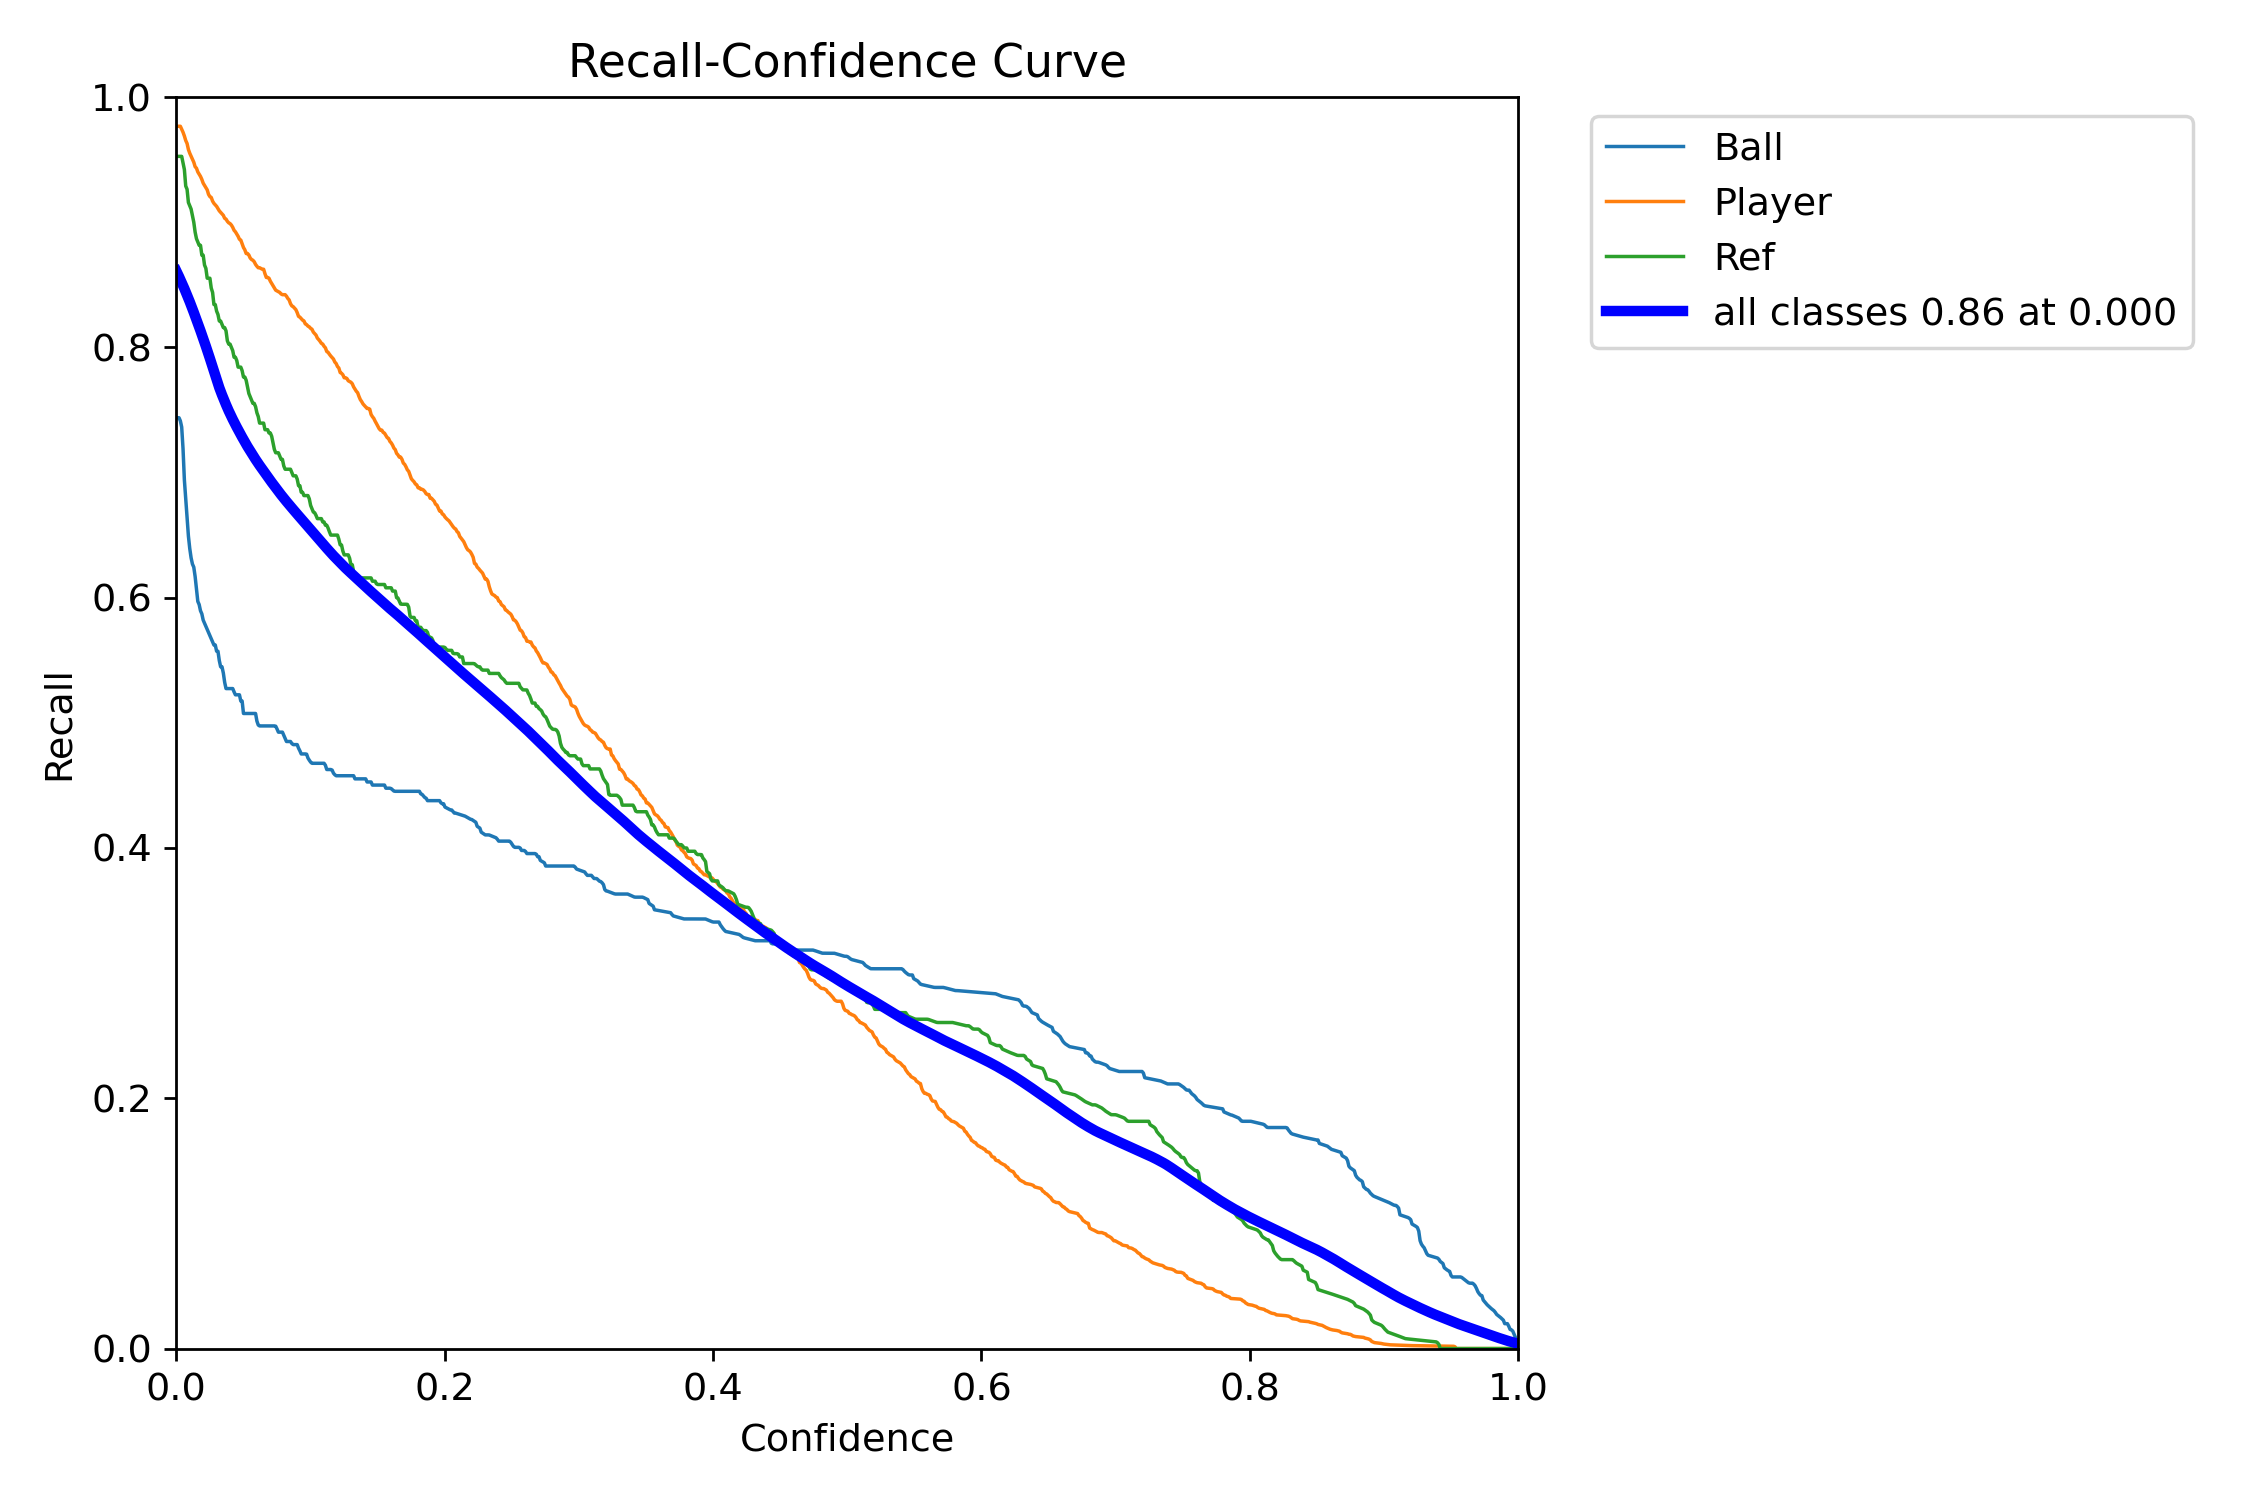 Recall-Confidence Curve
1.0
0.8
0.6
0.4
0.2
0.0
Recall
0.0 0.2 0.4 0.6 0.8 1.0
Confidence
Ball
Player
Ref
all classes 0.86 at 0.000